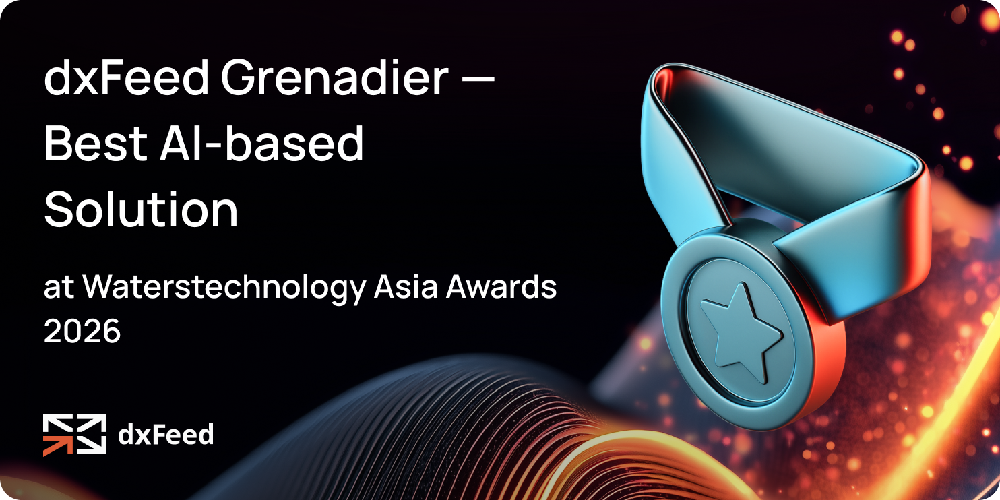 dxFeed Grenadier —
Best AI-based
Solution
at Waterstechnology Asia Awards
2026
dxFeed